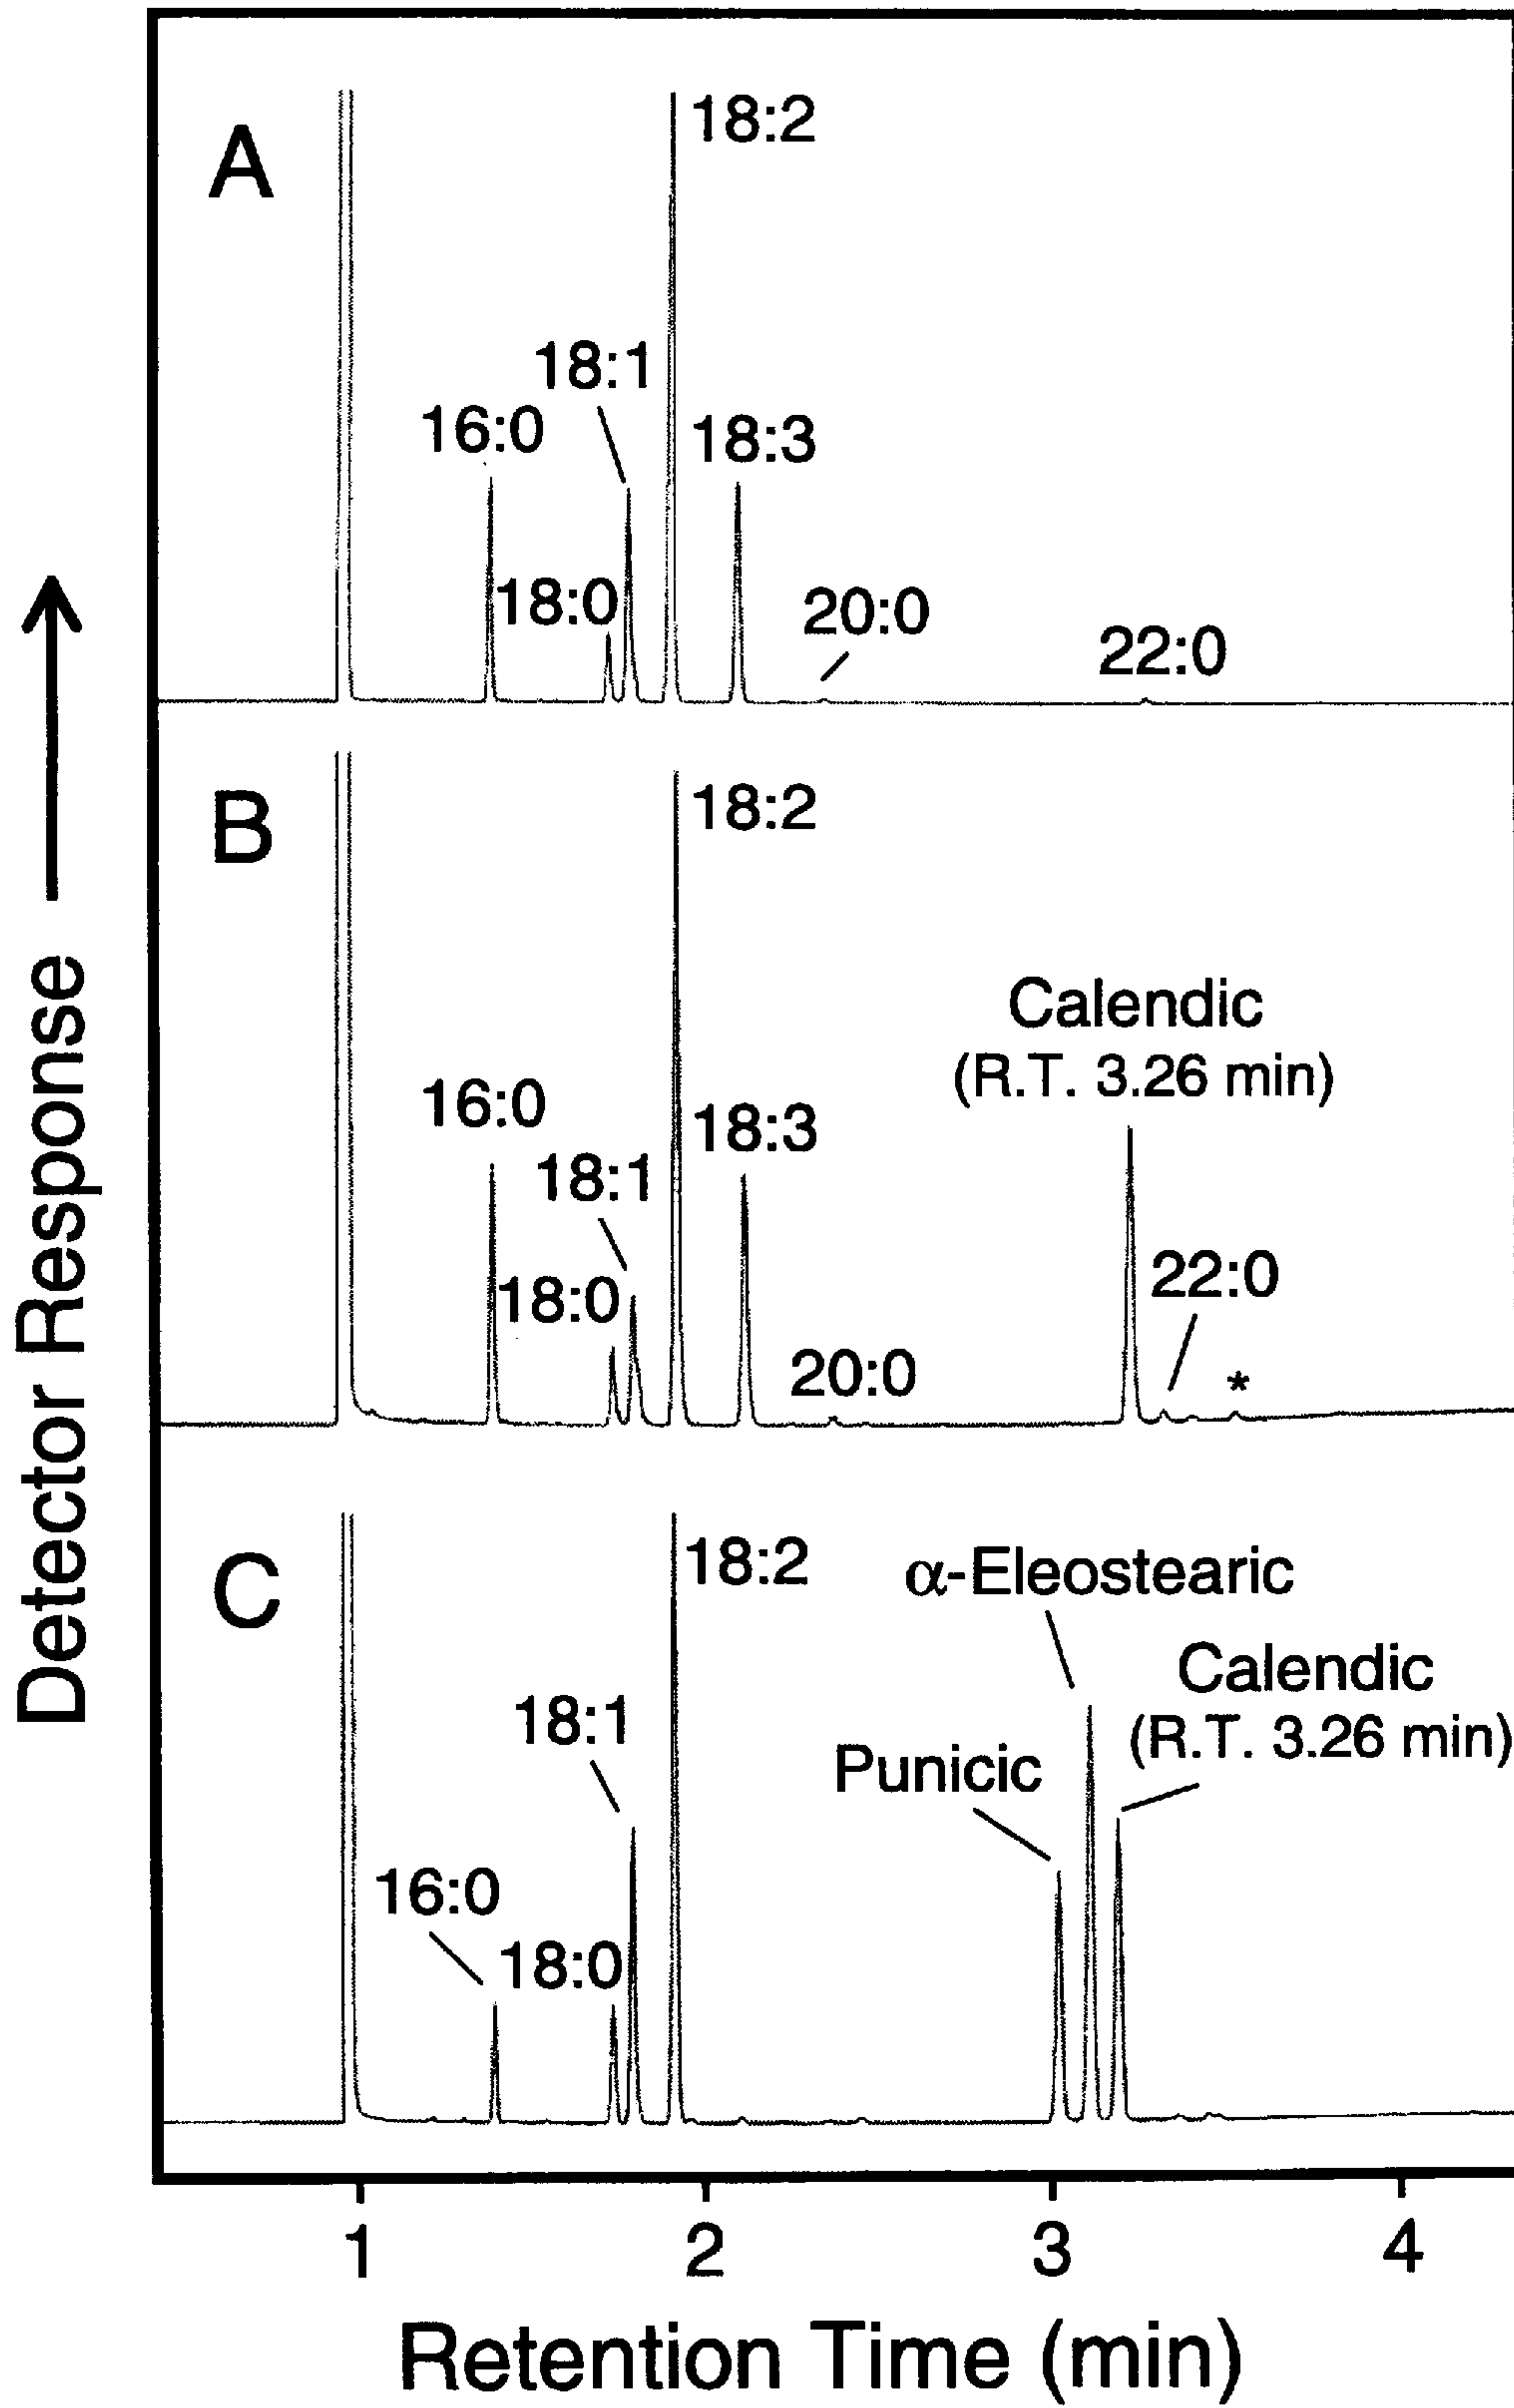 A
18:2
18:1
16:0
18:3
18:0
20:0
22:0
B
18:2
Calendic
(R.T. 3.26 min)
16:0
18:3
18:1
22:0
18:0
20:0
*
C
18:2
α-Eleostearic
Calendic
(R.T. 3.26 min)
18:1
Punicic
16:0
18:0
Detector Response
1
2
3
4
Retention Time (min)